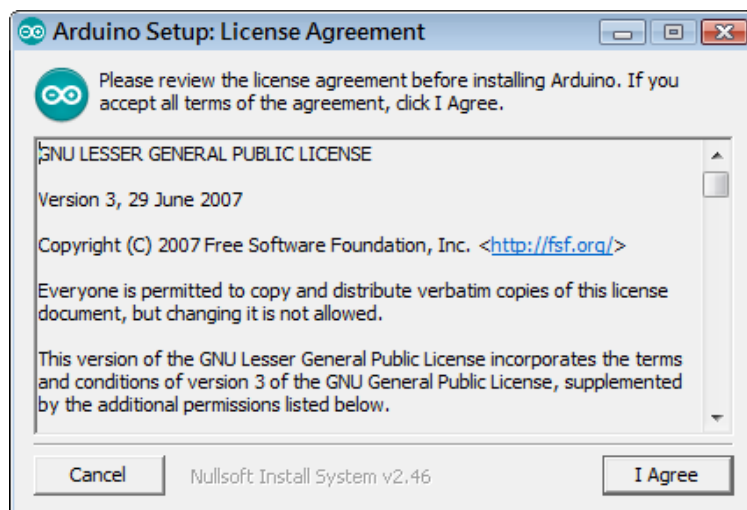 Arduino Setup: License Agreement
Please review the license agreement before installing Arduino. If you
accept all terms of the agreement, click I Agree.
GNU LESSER GENERAL PUBLIC LICENSE
Version 3, 29 June 2007
Copyright (C) 2007 Free Software Foundation, Inc. <http://fsf.org/>
Everyone is permitted to copy and distribute verbatim copies of this license
document, but changing it is not allowed.
This version of the GNU Lesser General Public License incorporates the terms
and conditions of version 3 of the GNU General Public License, supplemented
by the additional permissions listed below.
Cancel
Nullsoft Install System v2.46
I Agree